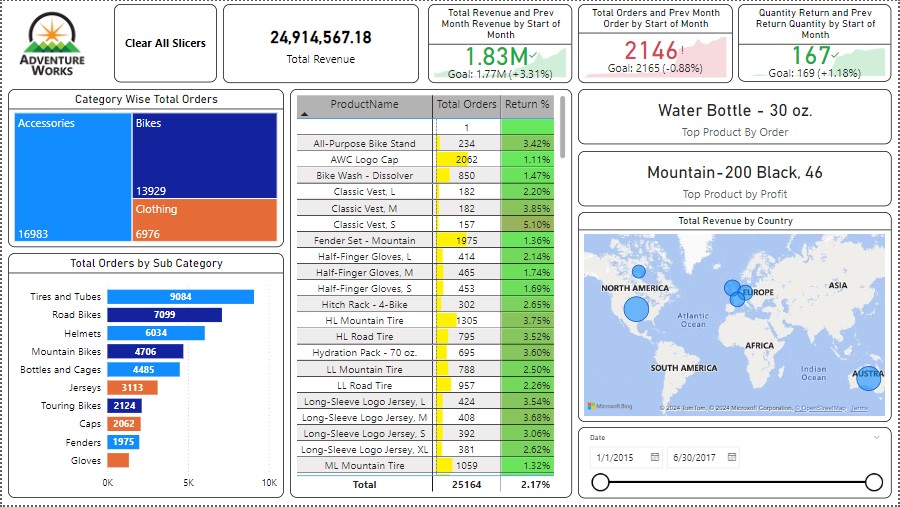 ADVENTURE
WORKS
Clear All Slicers
24,914,567.18
Total Revenue
Total Revenue and Prev
Month Revenue by Start of
Month
1.83M
Goal: 1.77M (+3.31%)
Total Orders and Prev Month
Order by Start of
Month
2146!
Goal: 2165 (-0.88%)
Quantity Return and Prev
Return Quantity by Start of
Month
167
Goal: 169 (+1.18%)
Category Wise Total Orders
Accessories
16983
Bikes
13929
Clothing
6976
Total Orders by Sub Category
Tires and Tubes 9084
Road Bikes 7099
Helmets 6034
Mountain Bikes 4706
Bottles and Cages 4485
Jerseys 3113
Touring Bikes 2124
Caps 2062
Fenders 1975
Gloves
0K 5K 10K
ProductName Total Orders Return %
1
All-Purpose Bike Stand 234 3.42%
AWC Logo Cap 2062 1.11%
Bike Wash - Dissolver 850 1.47%
Classic Vest, L 182 2.20%
Classic Vest, M 182 3.85%
Classic Vest, S 157 5.10%
Fender Set - Mountain 1975 1.36%
Half-Finger Gloves, L 414 2.14%
Half-Finger Gloves, M 465 1.74%
Half-Finger Gloves, S 453 1.69%
Hitch Rack - 4-Bike 302 2.65%
HL Mountain Tire 1305 3.75%
HL Road Tire 795 3.52%
Hydration Pack - 70 oz. 695 3.60%
LL Mountain Tire 788 2.50%
LL Road Tire 957 2.26%
Long-Sleeve Logo Jersey, L 424 3.54%
Long-Sleeve Logo Jersey, M 408 3.68%
Long-Sleeve Logo Jersey, S 392 3.06%
Long-Sleeve Logo Jersey, XL 381 2.62%
ML Mountain Tire 1059 1.32%
Total 25164 2.17%
Water Bottle - 30 oz.
Top Product By Order
Mountain-200 Black, 46
Top Product by Profit
Total Revenue by Country
NORTH AMERICA
EUROPE
ASIA
Atlantic
Ocean
AFRICA
SOUTH AMERICA
Indian
Ocean
AUSTRA
Microsoft Bing
© 2024 TomTom, © 2024 Microsoft Corporation, © OpenStreetMap Terms
Date
1/1/2015 6/30/2017